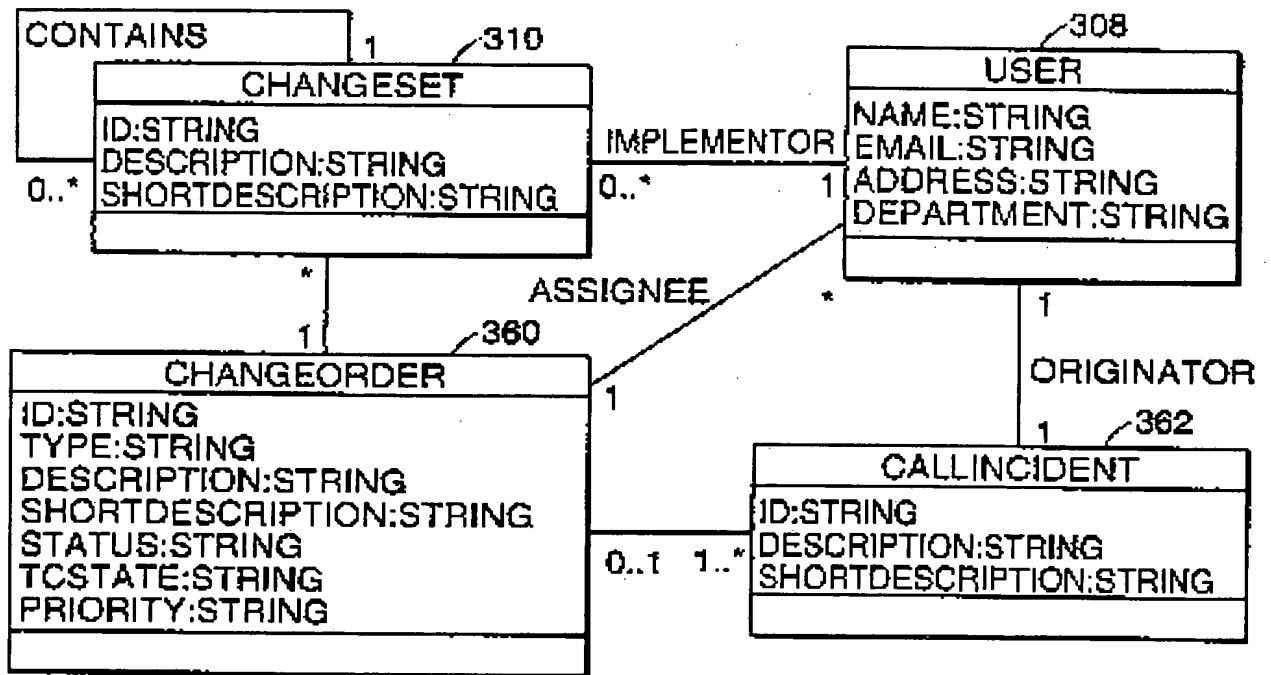 CONTAINS
1
310
CHANGESET
ID:STRING
DESCRIPTION:STRING
SHORTDESCRIPTION:STRING
0..*
IMPLEMENTOR
0..*
1
308
USER
NAME:STRING
EMAIL:STRING
ADDRESS:STRING
DEPARTMENT:STRING
*
1
ASSIGNEE
*
1
360
CHANGEORDER
ID:STRING
TYPE:STRING
DESCRIPTION:STRING
SHORTDESCRIPTION:STRING
STATUS:STRING
TCSTATE:STRING
PRIORITY:STRING
1
ORIGINATOR
1
362
CALLINCIDENT
ID:STRING
DESCRIPTION:STRING
SHORTDESCRIPTION:STRING
0..1
1..*